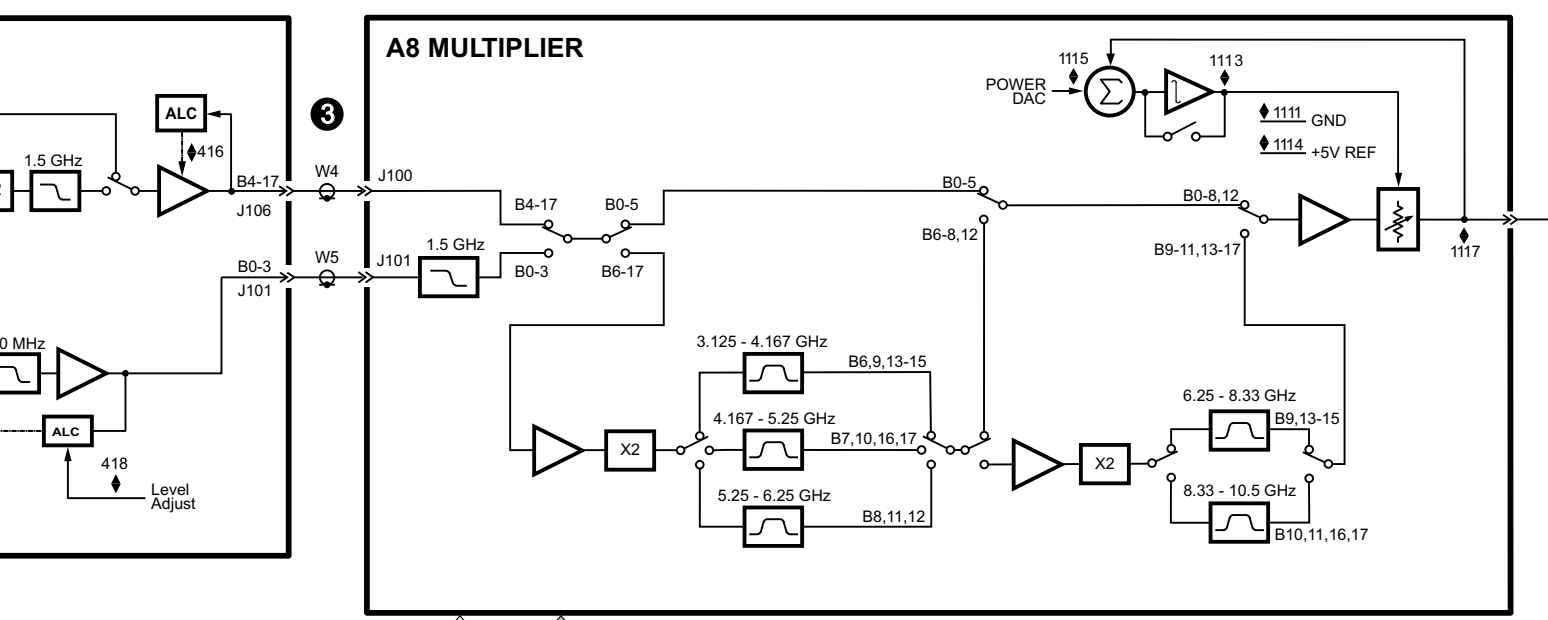 A8 MULTIPLIER
3
ALC
416
1.5 GHz
B4-17
J106
W4
J100
B0-3
J101
W5
J101
1.5 GHz
B4-17
B0-5
B0-3
B6-17
0 MHz
ALC
418
Level
Adjust
1115
POWER
DAC
Σ
1113
1111 GND
1114 +5V REF
B0-5
B6-8,12
B0-8,12
B9-11,13-17
1117
X2
3.125 - 4.167 GHz
B6,9,13-15
4.167 - 5.25 GHz
B7,10,16,17
5.25 - 6.25 GHz
B8,11,12
X2
6.25 - 8.33 GHz
B9,13-15
8.33 - 10.5 GHz
B10,11,16,17